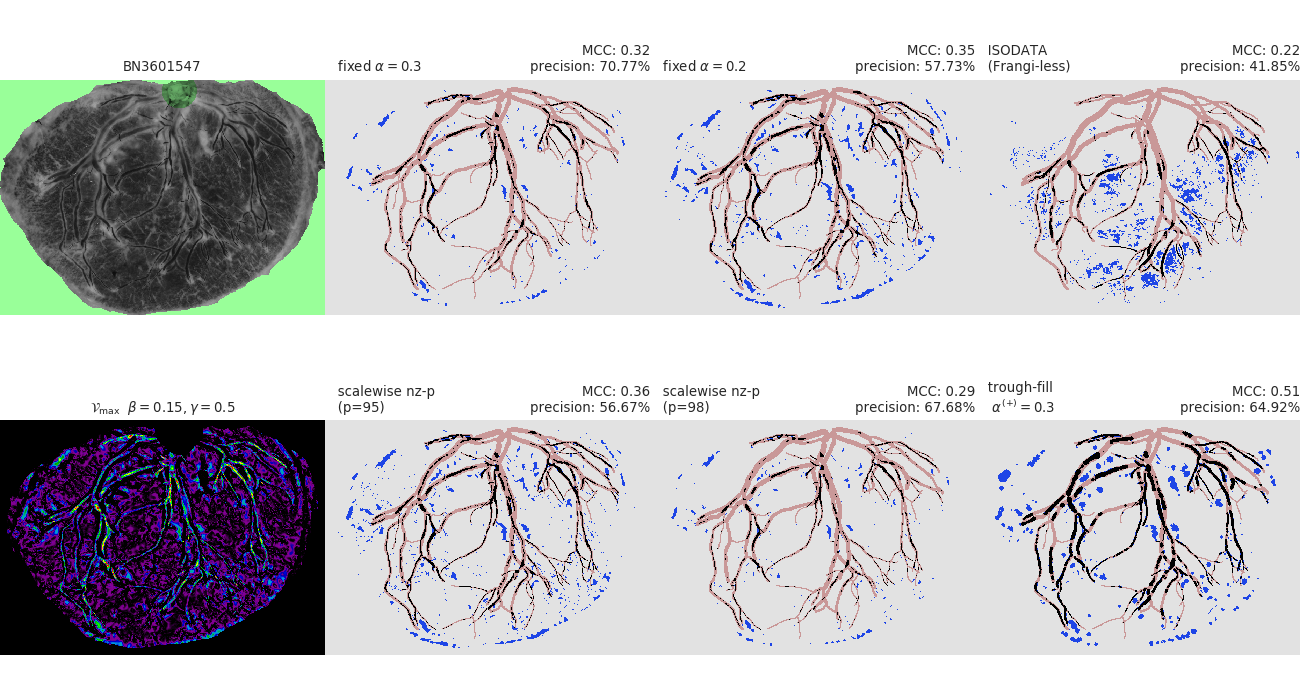 BN3601547
fixed α = 0.3
MCC: 0.32
precision: 70.77%
fixed α = 0.2
MCC: 0.35
precision: 57.73%
ISODATA
(Frangi-less)
MCC: 0.22
precision: 41.85%
𝒱max β = 0.15, γ = 0.5
scalewise nz-p
(p=95)
MCC: 0.36
precision: 56.67%
scalewise nz-p
(p=98)
MCC: 0.29
precision: 67.68%
trough-fill
α(+) = 0.3
MCC: 0.51
precision: 64.92%